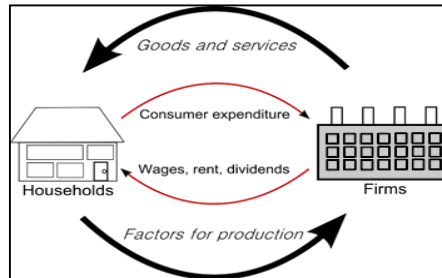 Goods and services
Consumer expenditure
Wages, rent, dividends
Households
Firms
Factors for production